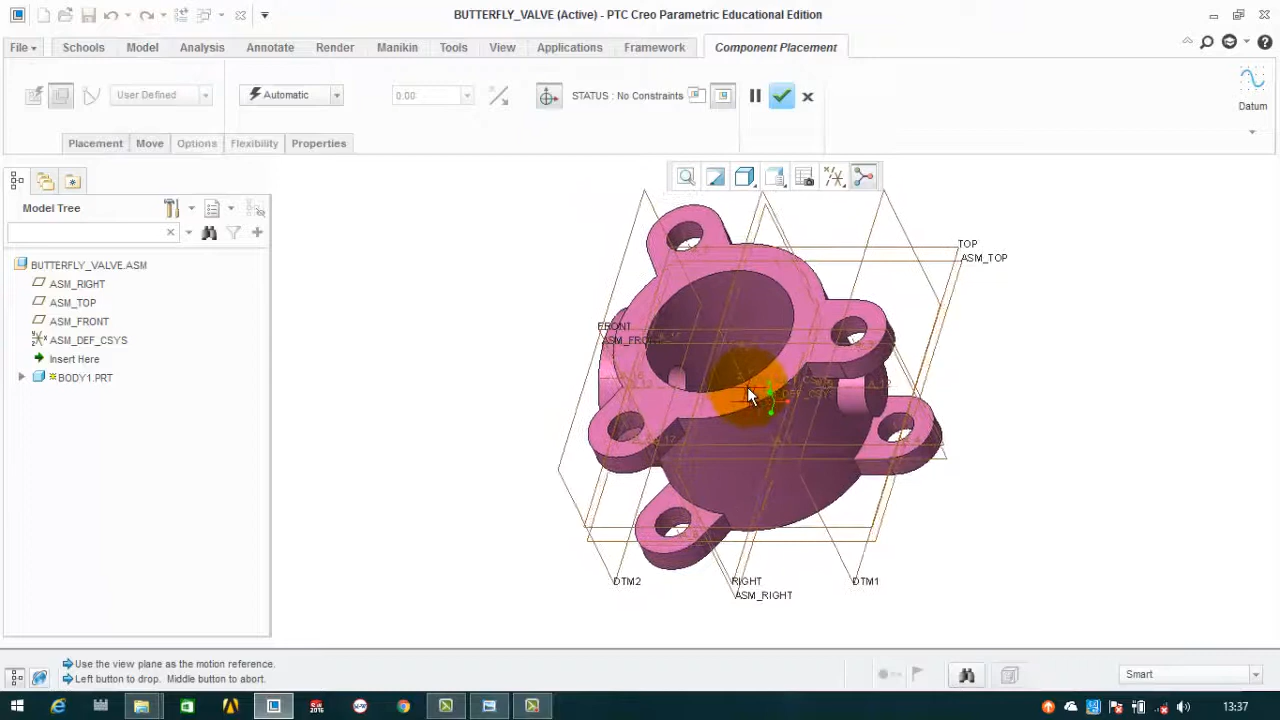 BUTTERFLY_VALVE (Active) - PTC Creo Parametric Educational Edition
File Schools Model Analysis Annotate Render Manikin Tools View Applications Framework Component Placement
User Defined Automatic 0.00 STATUS : No Constraints Datum
Placement Move Options Flexibility Properties
Model Tree
BUTTERFLY_VALVE.ASM
ASM_RIGHT
ASM_TOP
ASM_FRONT
ASM_DEF_CSYS
Insert Here
BODY1.PRT
TOP
ASM_TOP
FRONT
ASM_FRONT
DTM2
RIGHT
DTM1
ASM_RIGHT
Use the view plane as the motion reference.
Left button to drop. Middle button to abort.
Smart
13:37